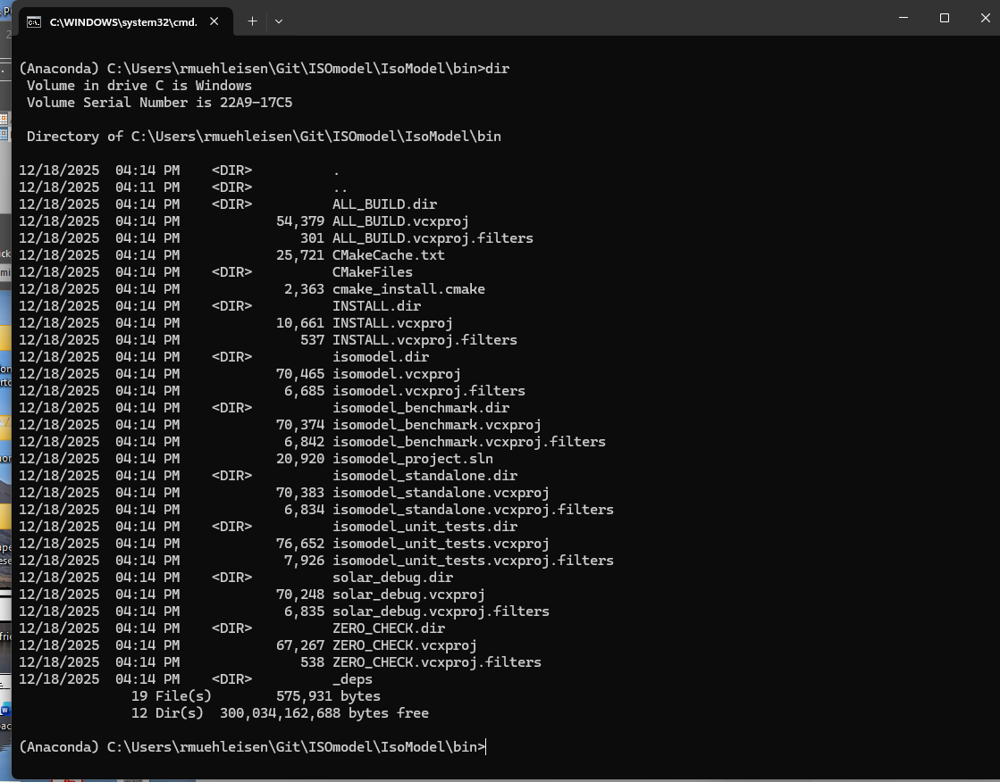 C:\WINDOWS\system32\cmd.
(Anaconda) C:\Users\rmuehleisen\Git\ISOmodel\IsoModel\bin>dir
 Volume in drive C is Windows
 Volume Serial Number is 22A9-17C5
 Directory of C:\Users\rmuehleisen\Git\ISOmodel\IsoModel\bin
12/18/2025  04:14 PM    <DIR>          .
12/18/2025  04:11 PM    <DIR>          ..
12/18/2025  04:14 PM    <DIR>          ALL_BUILD.dir
12/18/2025  04:14 PM            54,379 ALL_BUILD.vcxproj
12/18/2025  04:14 PM               301 ALL_BUILD.vcxproj.filters
12/18/2025  04:14 PM            25,721 CMakeCache.txt
12/18/2025  04:14 PM    <DIR>          CMakeFiles
12/18/2025  04:14 PM             2,363 cmake_install.cmake
12/18/2025  04:14 PM    <DIR>          INSTALL.dir
12/18/2025  04:14 PM            10,661 INSTALL.vcxproj
12/18/2025  04:14 PM               537 INSTALL.vcxproj.filters
12/18/2025  04:14 PM    <DIR>          isomodel.dir
12/18/2025  04:14 PM            70,465 isomodel.vcxproj
12/18/2025  04:14 PM             6,685 isomodel.vcxproj.filters
12/18/2025  04:14 PM    <DIR>          isomodel_benchmark.dir
12/18/2025  04:14 PM            70,374 isomodel_benchmark.vcxproj
12/18/2025  04:14 PM             6,842 isomodel_benchmark.vcxproj.filters
12/18/2025  04:14 PM            20,920 isomodel_project.sln
12/18/2025  04:14 PM    <DIR>          isomodel_standalone.dir
12/18/2025  04:14 PM            70,383 isomodel_standalone.vcxproj
12/18/2025  04:14 PM             6,834 isomodel_standalone.vcxproj.filters
12/18/2025  04:14 PM    <DIR>          isomodel_unit_tests.dir
12/18/2025  04:14 PM            76,652 isomodel_unit_tests.vcxproj
12/18/2025  04:14 PM             7,926 isomodel_unit_tests.vcxproj.filters
12/18/2025  04:14 PM    <DIR>          solar_debug.dir
12/18/2025  04:14 PM            70,248 solar_debug.vcxproj
12/18/2025  04:14 PM             6,835 solar_debug.vcxproj.filters
12/18/2025  04:14 PM    <DIR>          ZERO_CHECK.dir
12/18/2025  04:14 PM            67,267 ZERO_CHECK.vcxproj
12/18/2025  04:14 PM               538 ZERO_CHECK.vcxproj.filters
12/18/2025  04:14 PM    <DIR>          _deps
              19 File(s)        575,931 bytes
              12 Dir(s)  300,034,162,688 bytes free
(Anaconda) C:\Users\rmuehleisen\Git\ISOmodel\IsoModel\bin>